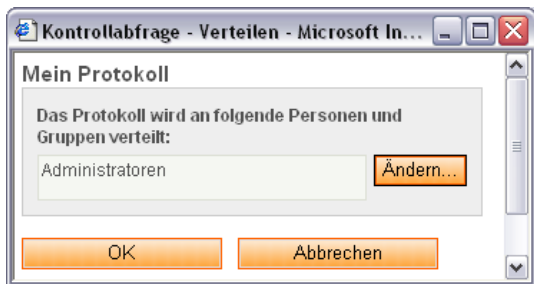 Kontrollabfrage - Verteilen - Microsoft In...
Mein Protokoll
Das Protokoll wird an folgende Personen und
Gruppen verteilt:
Administratoren
Ändern...
OK
Abbrechen